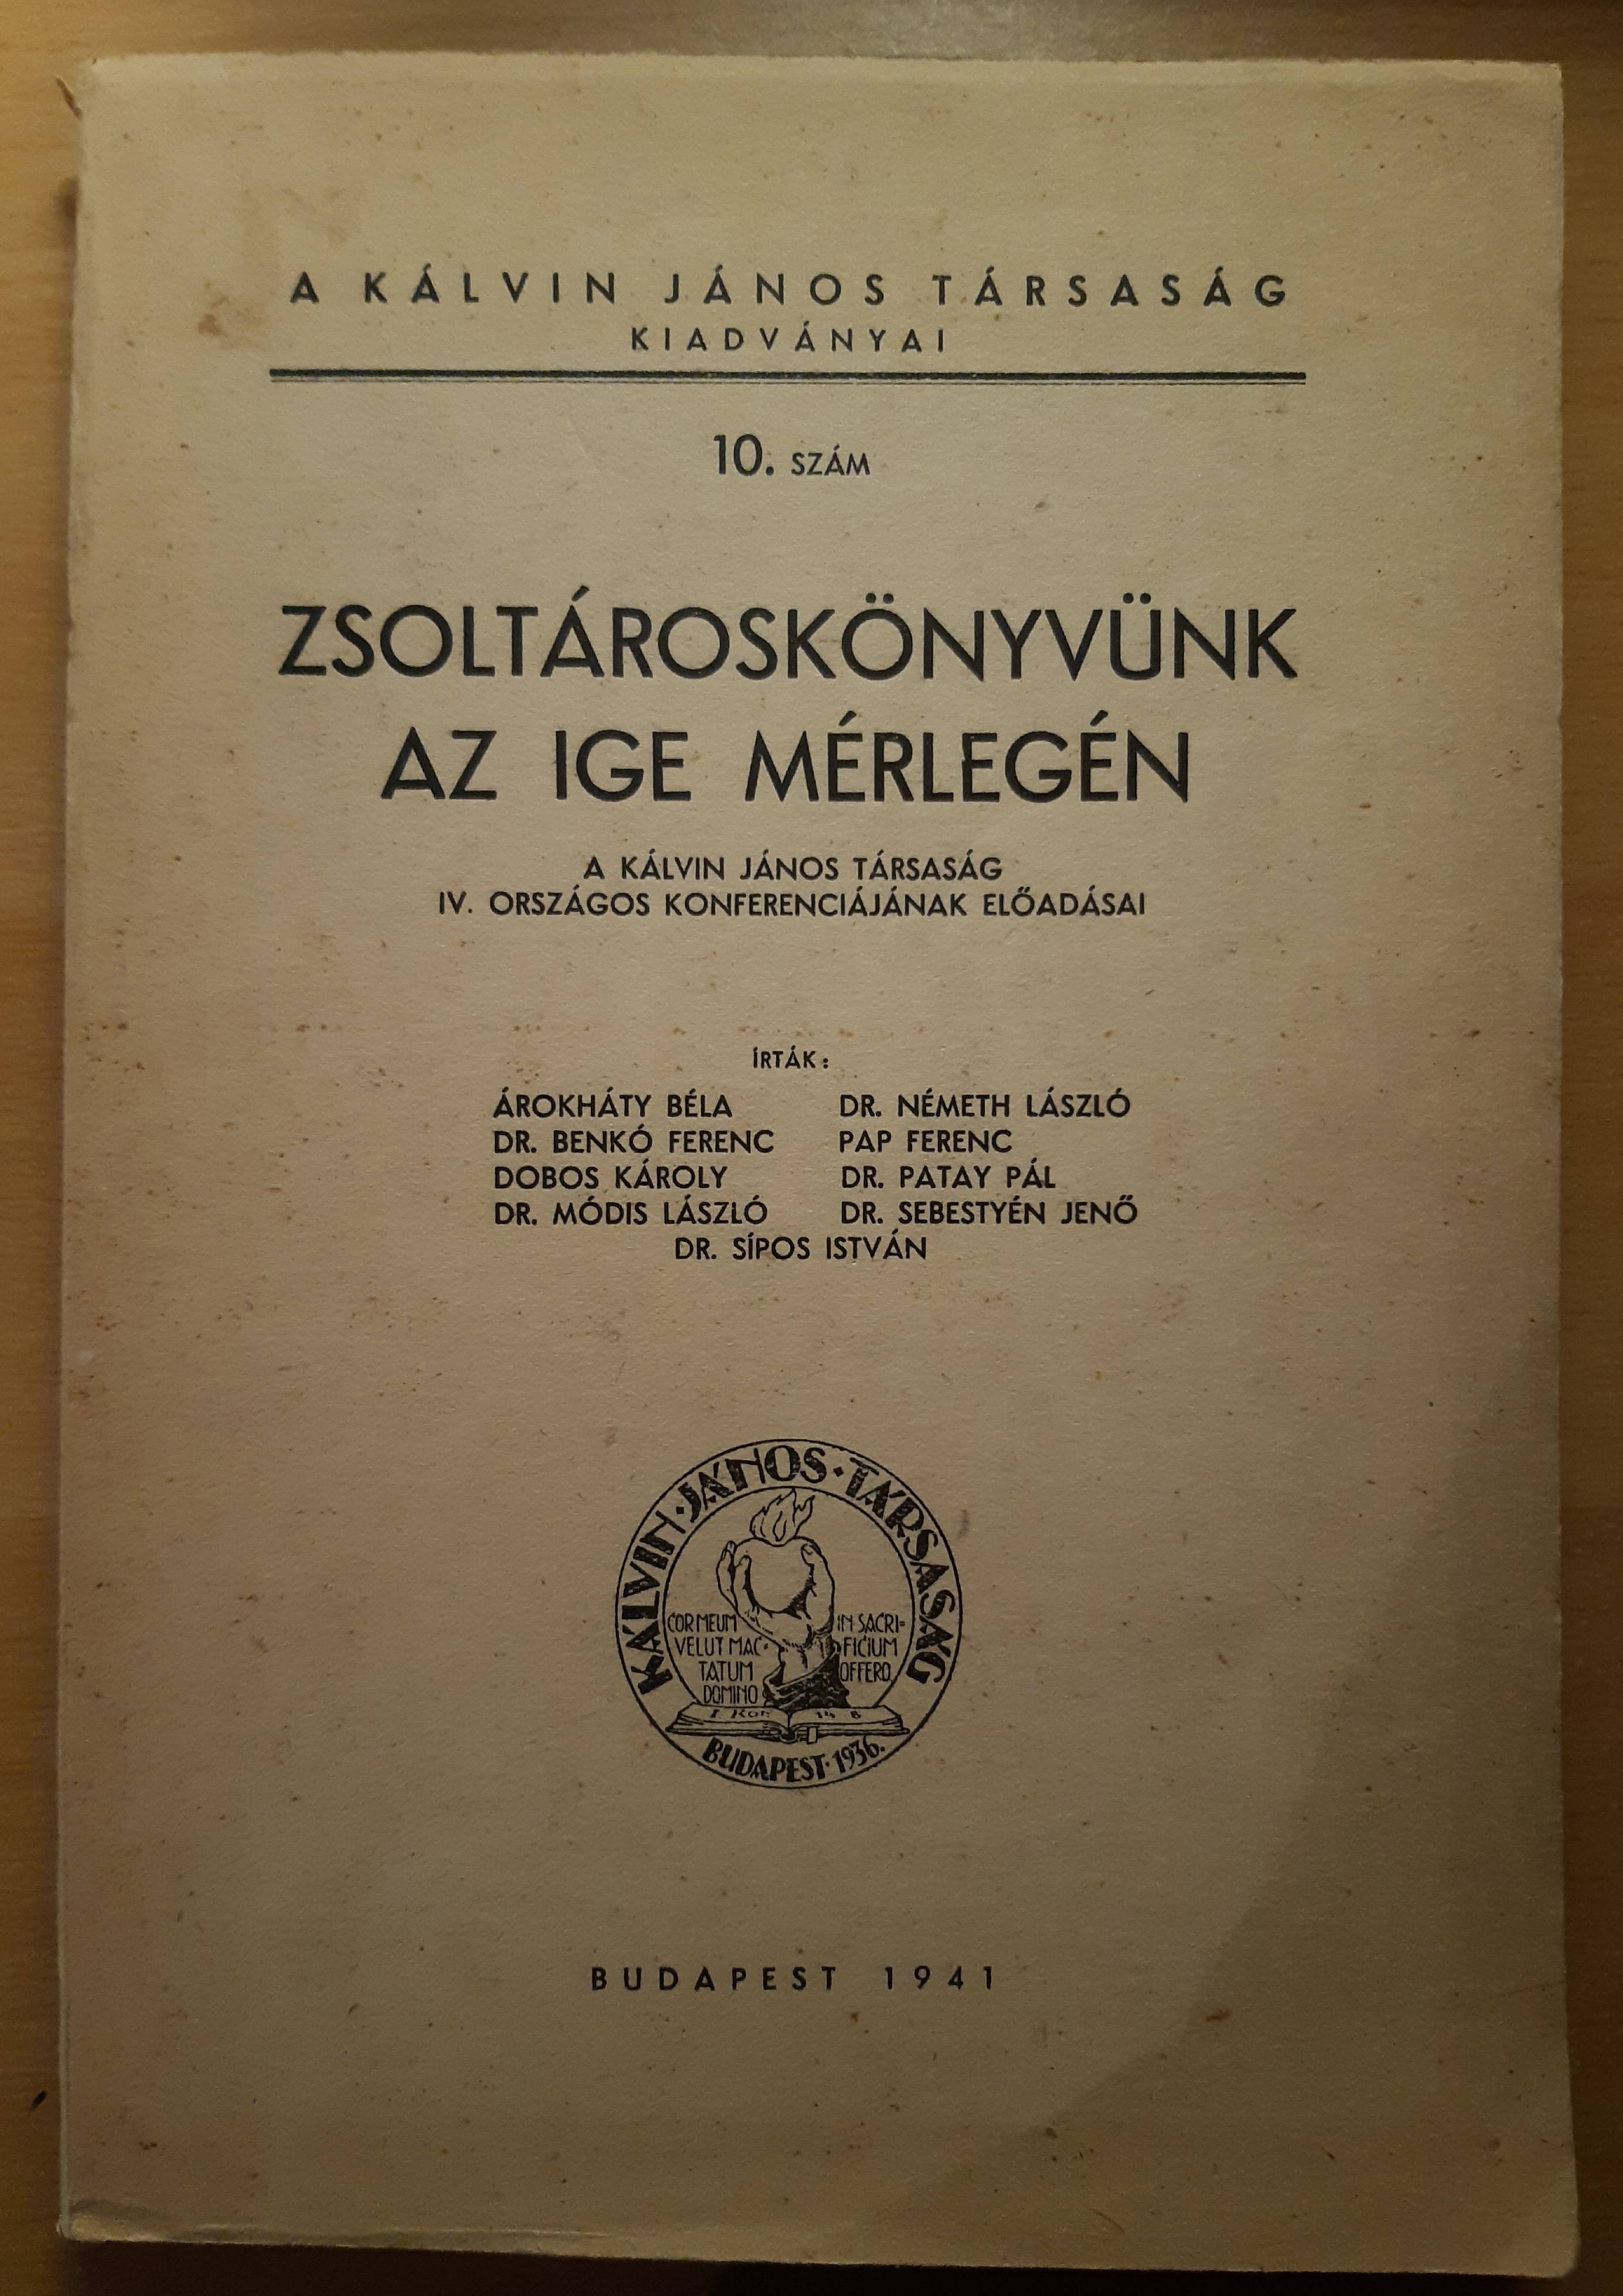 A KÁLVIN JÁNOS TÁRSASÁG
KIADVÁNYAI
10. SZÁM
ZSOLTÁROSKÖNYVÜNK
AZ IGE MÉRLEGÉN
A KÁLVIN JÁNOS TÁRSASÁG
IV. ORSZÁGOS KONFERENCIÁJÁNAK ELŐADÁSAI
ÍRTÁK:
ÁROKHÁTY BÉLA
DR. BENKÓ FERENC
DOBOS KÁROLY
DR. MÓDIS LÁSZLÓ
DR. NÉMETH LÁSZLÓ
PAP FERENC
DR. PATAY PÁL
DR. SEBESTYÉN JENŐ
DR. SÍPOS ISTVÁN
KÁLVIN·JÁNOS·TÁRSASÁG
COR MEUM
VELUT MAC-
TATUM
DOMINO
IN SACRI-
FICIUM
OFFERO
I Kor 14 8
BUDAPEST·1936.
BUDAPEST 1941